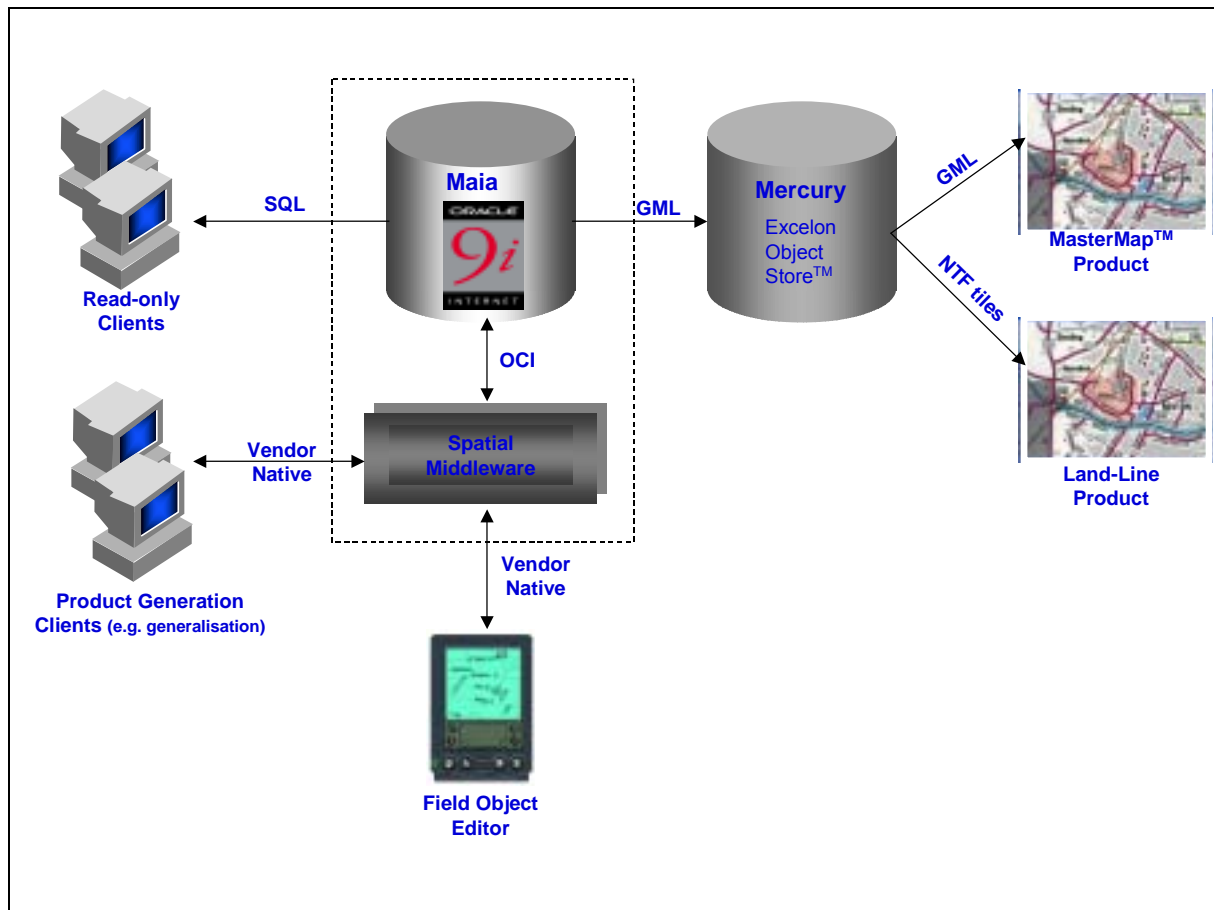 Maia
ORACLE
9i
INTERNET
SQL
GML
Mercury
Excelon
Object
Store™
GML
MasterMap™
Product
NTF tiles
Read-only
Clients
OCI
Spatial
Middleware
Vendor
Native
Land-Line
Product
Vendor
Native
Product Generation
Clients (e.g. generalisation)
Field Object
Editor